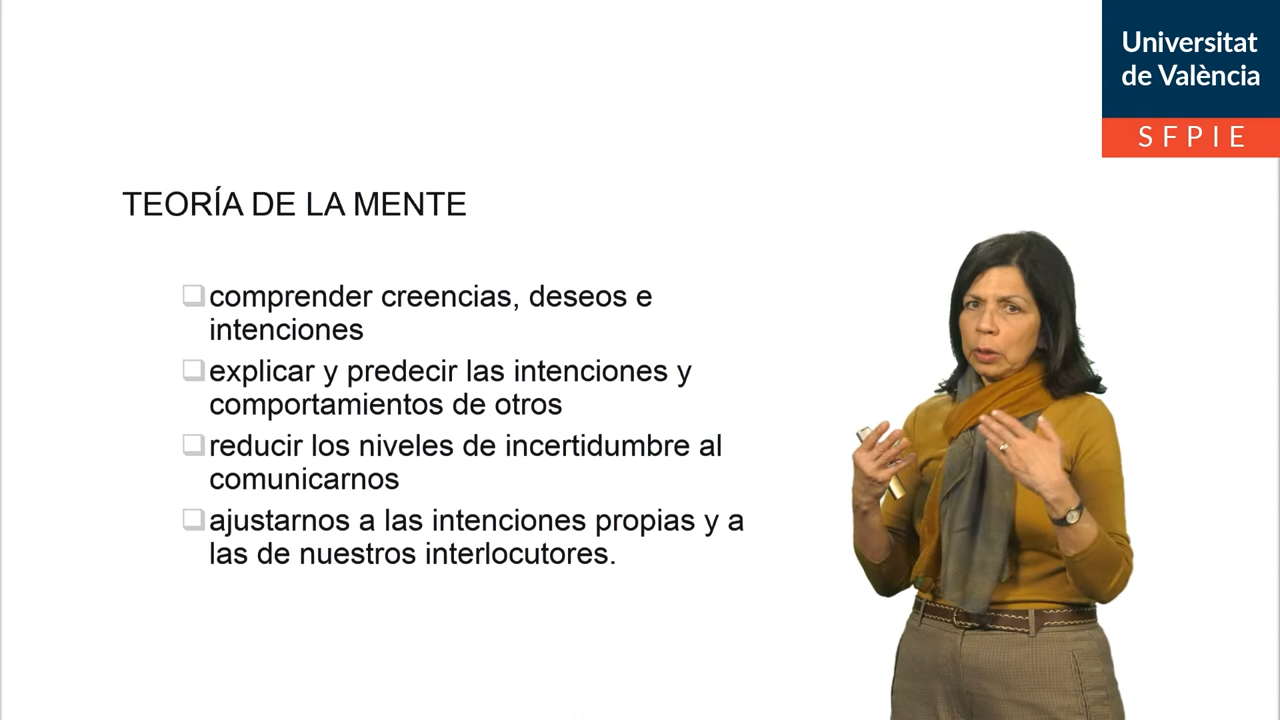 Universitat
de València
SFPIE
TEORÍA DE LA MENTE
comprender creencias, deseos e
intenciones
explicar y predecir las intenciones y
comportamientos de otros
reducir los niveles de incertidumbre al
comunicarnos
ajustarnos a las intenciones propias y a
las de nuestros interlocutores.